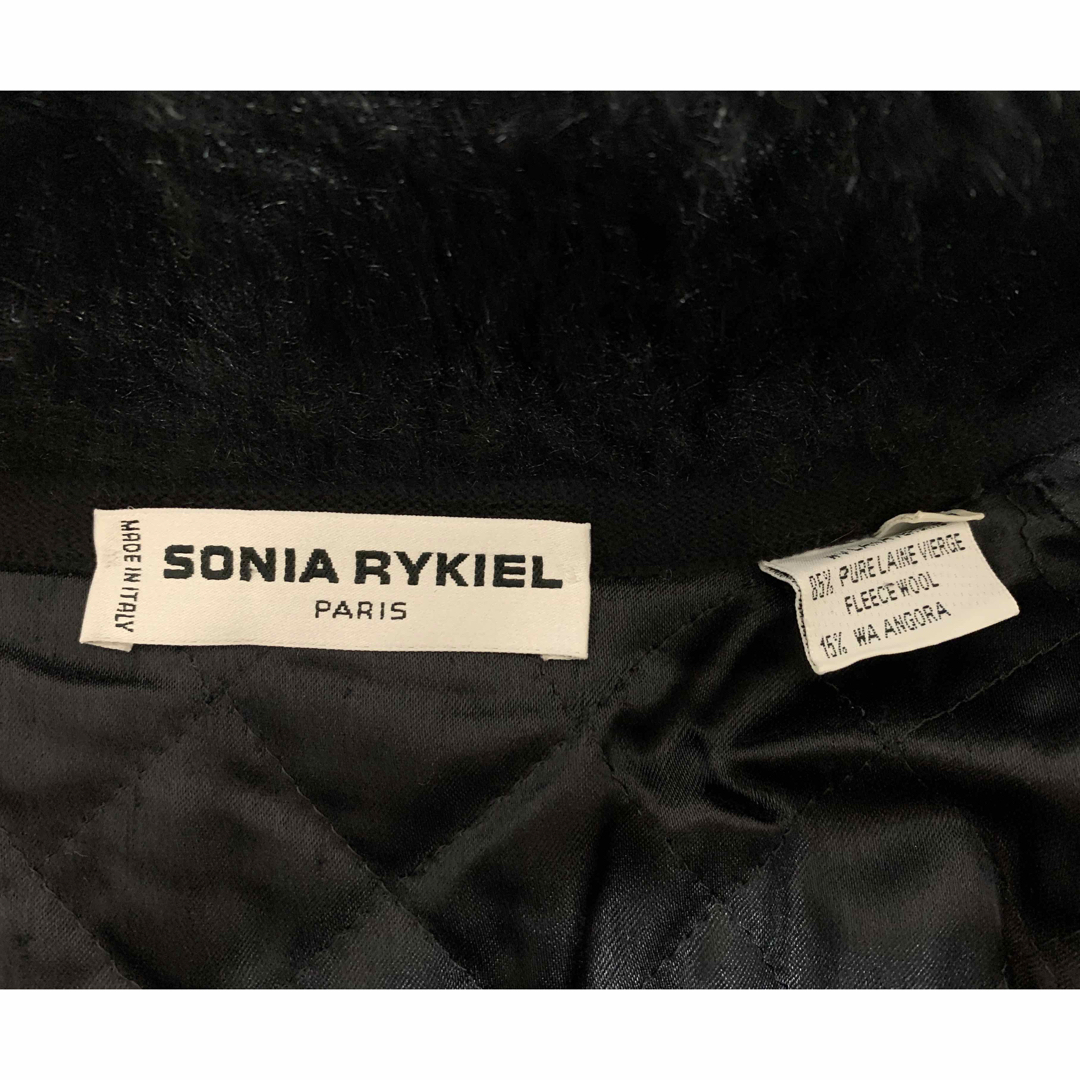 MADE IN ITALY
SONIA RYKIEL
PARIS
85% PURE LAINE VIERGE
FLEECE WOOL
15% WA ANGORA